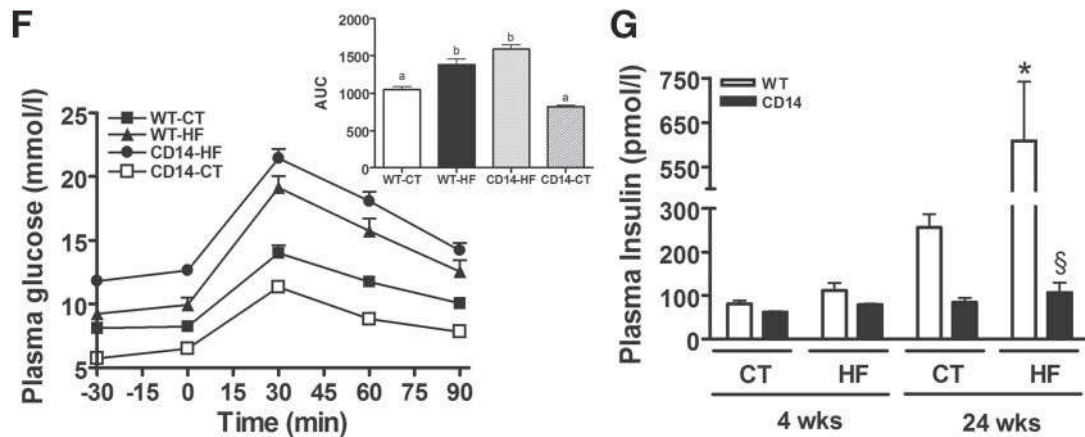 F
2000
1500
1000
500
0
AUC
a
b
b
a
WT-CT
WT-HF
CD14-HF
CD14-CT
WT-CT
WT-HF
CD14-HF
CD14-CT
Plasma glucose (mmol/l)
25
20
15
10
5
-30 -15 0 15 30 45 60 75 90
Time (min)
G
WT
CD14
Plasma Insulin (pmol/l)
750
650
550
300
200
100
0
*
§
CT HF CT HF
4 wks 24 wks